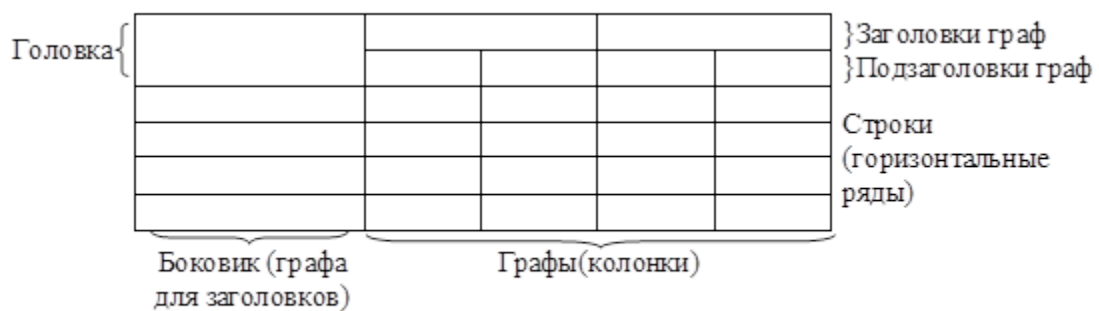 Головка{
}Заголовки граф
}Подзаголовки граф
Строки
(горизонтальные
ряды)
Боковик (графа
для заголовков)
Графы(колонки)